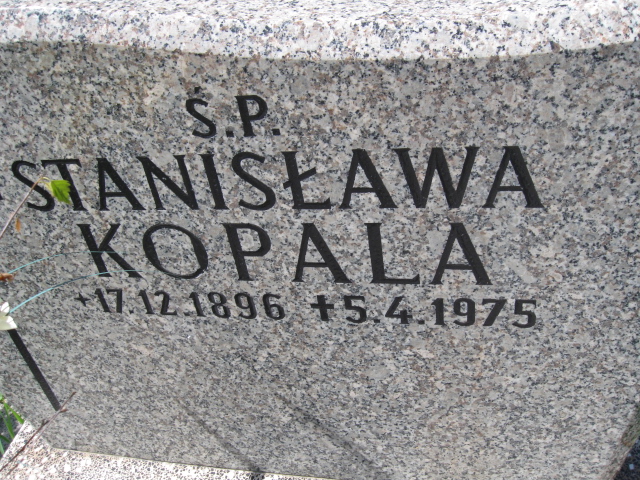 Ś.P.
STANISŁAWA
KOPALA
*17.12.1896 +5.4.1975